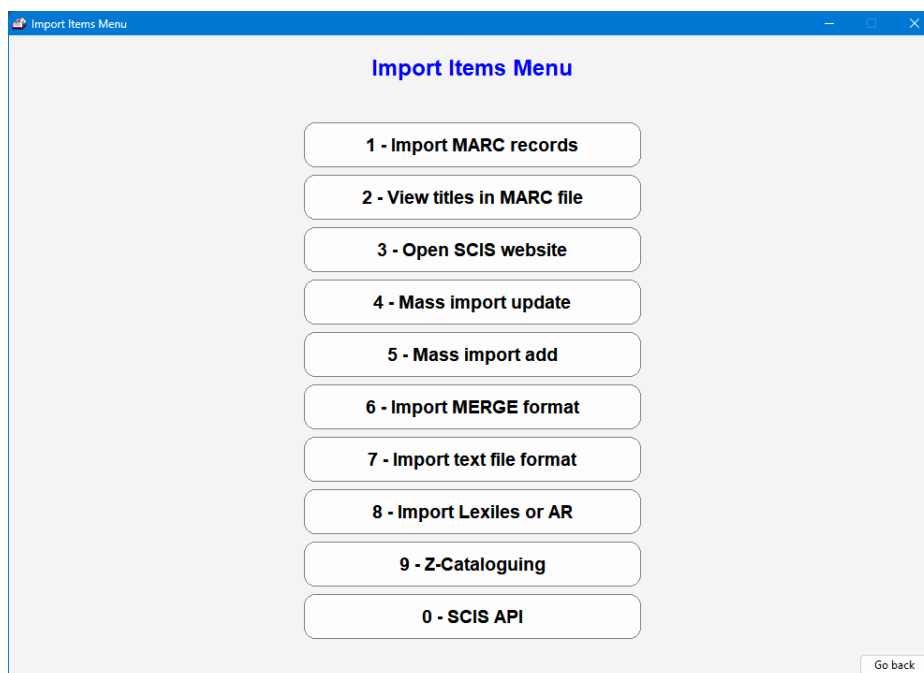 Import Items Menu
Import Items Menu
1 - Import MARC records
2 - View titles in MARC file
3 - Open SCIS website
4 - Mass import update
5 - Mass import add
6 - Import MERGE format
7 - Import text file format
8 - Import Lexiles or AR
9 - Z-Cataloguing
0 - SCIS API
Go back